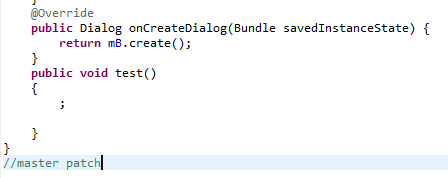 }
@Override
public Dialog onCreateDialog(Bundle savedInstanceState) {
return mB.create();
}
public void test()
{
;
}
}
//master patch